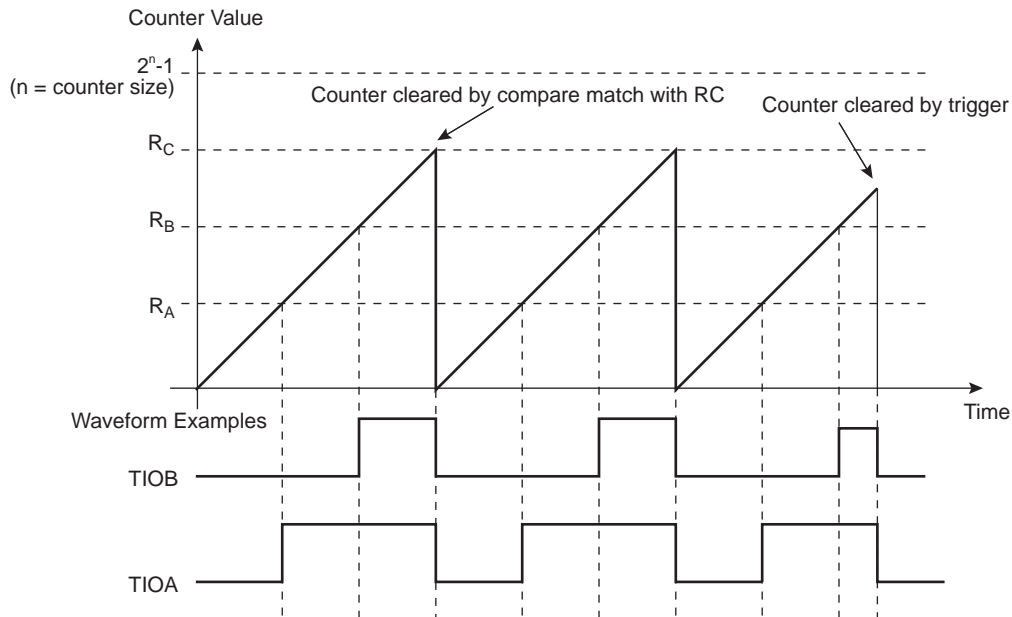 Counter Value
2ⁿ-1
(n = counter size)
Counter cleared by compare match with RC
Counter cleared by trigger
R_C
R_B
R_A
Time
Waveform Examples
TIOB
TIOA